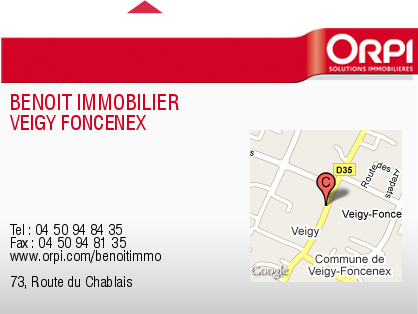 ORPI
SOLUTIONS IMMOBILIÈRES
BENOIT IMMOBILIER
VEIGY FONCENEX
D35
Route des
C
Veigy-Fonce
Veigy
Tel : 04 50 94 84 35
Fax : 04 50 94 81 35
www.orpi.com/benoitimmo
Commune de
Veigy-Foncenex
Google
73, Route du Chablais